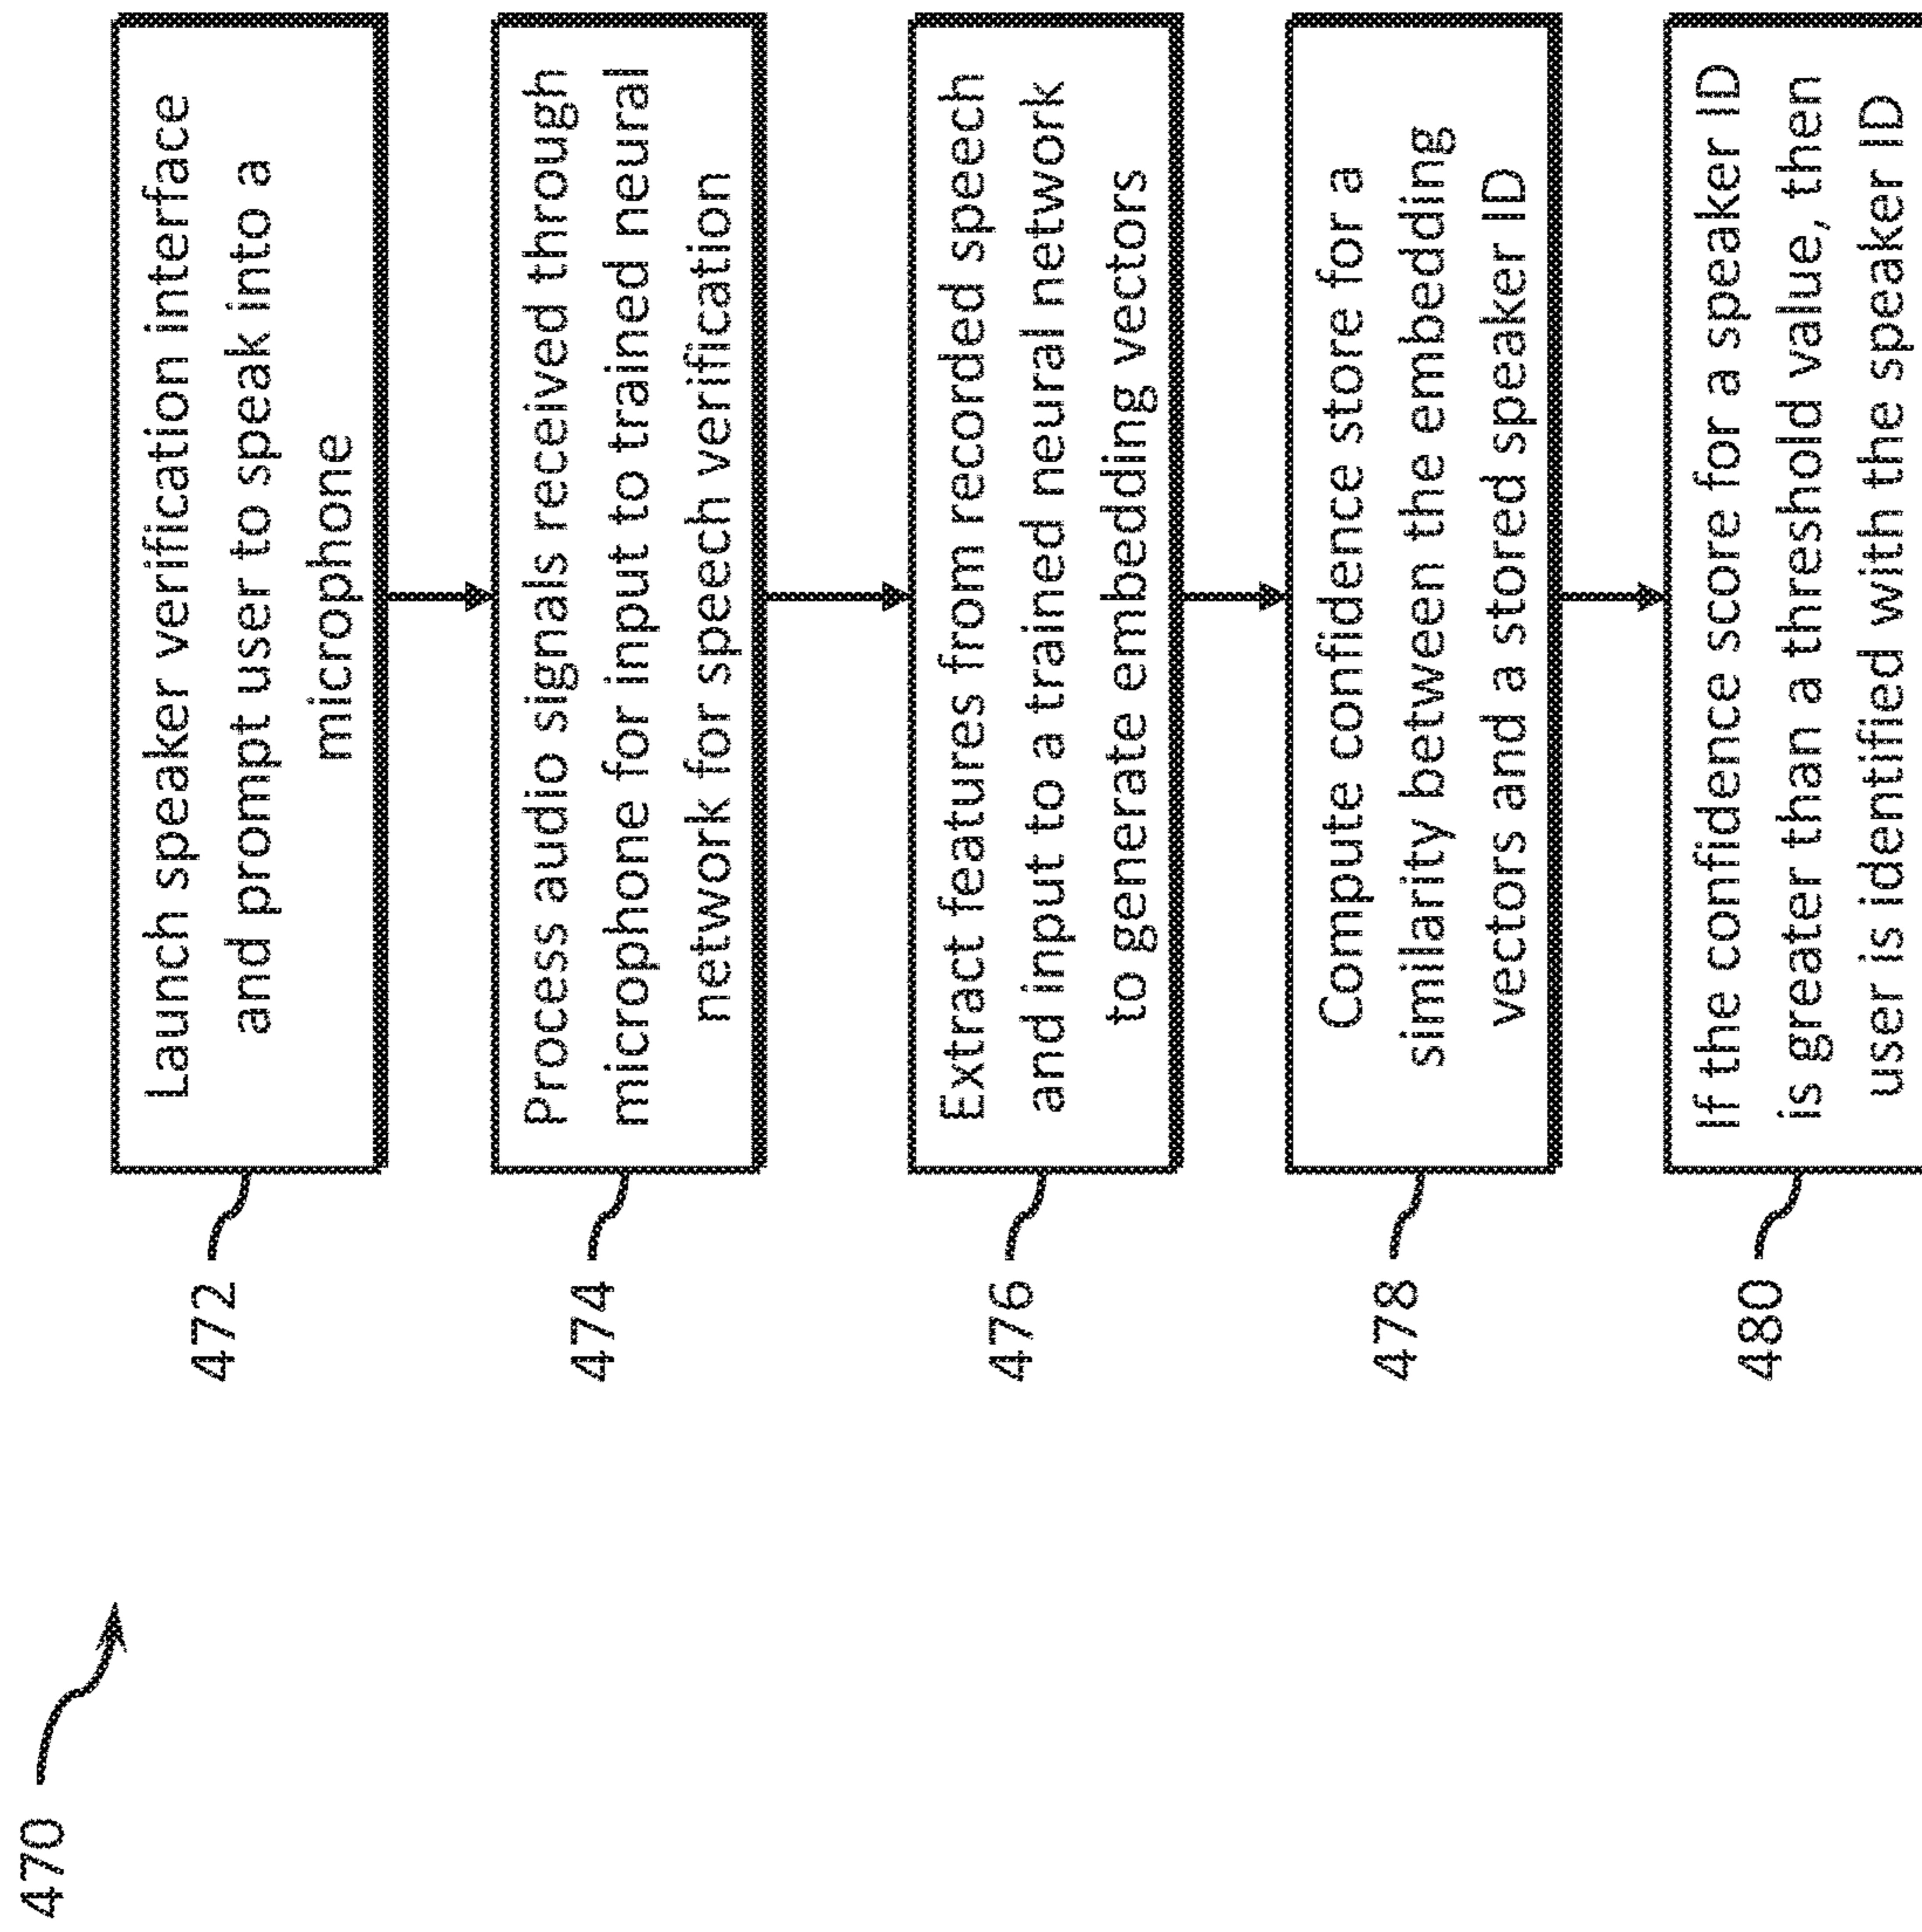 470
472
Launch speaker verification interface
and prompt user to speak into a
microphone
474
Process audio signals received through
microphone for input to trained neural
network for speech verification
476
Extract features from recorded speech
and input to a trained neural network
to generate embedding vectors
478
Compute confidence store for a
similarity between the embedding
vectors and a stored speaker ID
480
If the confidence score for a speaker ID
is greater than a threshold value, then
user is identified with the speaker ID